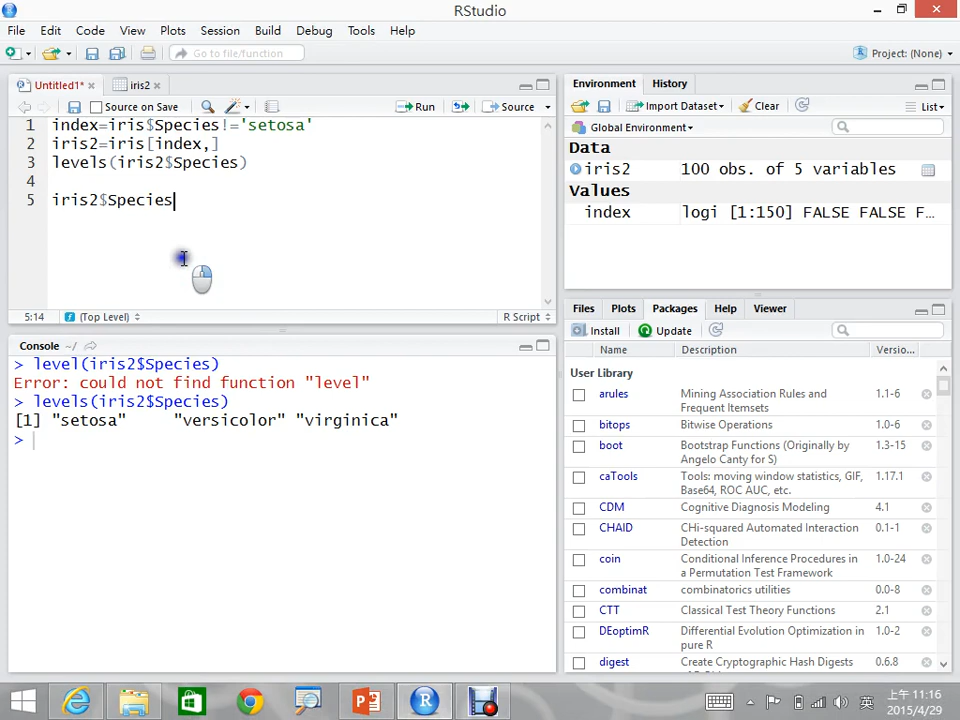 RStudio
File Edit Code View Plots Session Build Debug Tools Help
Go to file/function
Project: (None)
Untitled1* iris2
Source on Save Run Source
1 index=iris$Species!='setosa'
2 iris2=iris[index,]
3 levels(iris2$Species)
4
5 iris2$Species
5:14 (Top Level) R Script
Console ~/
> level(iris2$Species)
Error: could not find function "level"
> levels(iris2$Species)
[1] "setosa" "versicolor" "virginica"
>
Environment History
Import Dataset Clear List
Global Environment
Data
iris2 100 obs. of 5 variables
Values
index logi [1:150] FALSE FALSE F…
Files Plots Packages Help Viewer
Install Update
Name Description Versio...
User Library
arules Mining Association Rules and Frequent Itemsets 1.1-6
bitops Bitwise Operations 1.0-6
boot Bootstrap Functions (Originally by Angelo Canty for S) 1.3-15
caTools Tools: moving window statistics, GIF, Base64, ROC AUC, etc. 1.17.1
CDM Cognitive Diagnosis Modeling 4.1
CHAID CHi-squared Automated Interaction Detection 0.1-1
coin Conditional Inference Procedures in a Permutation Test Framework 1.0-24
combinat combinatorics utilities 0.0-8
CTT Classical Test Theory Functions 2.1
DEoptimR Differential Evolution Optimization in pure R 1.0-2
digest Create Cryptographic Hash Digests 0.6.8
英
上午 11:16
2015/4/29